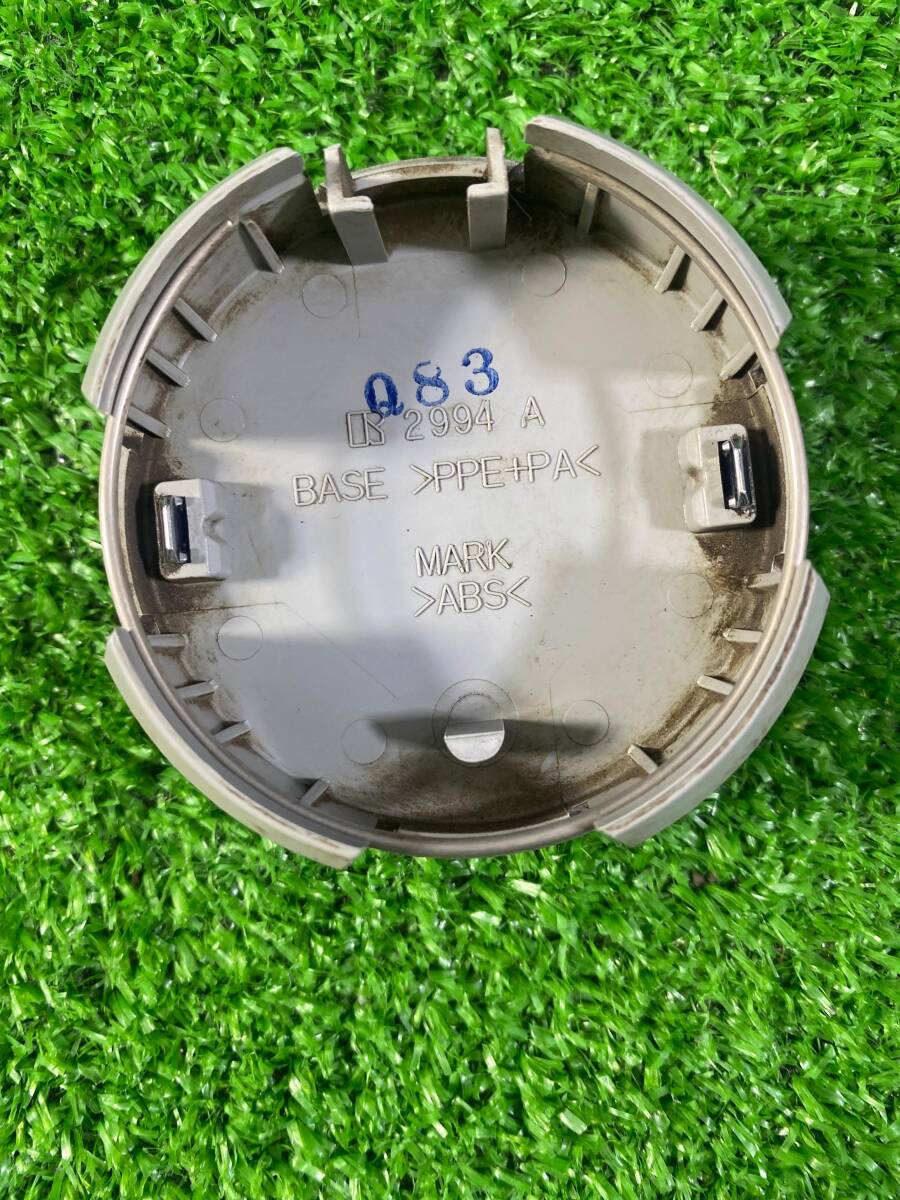 Q83
2994 A
BASE >PPE+PA<
MARK
>ABS<